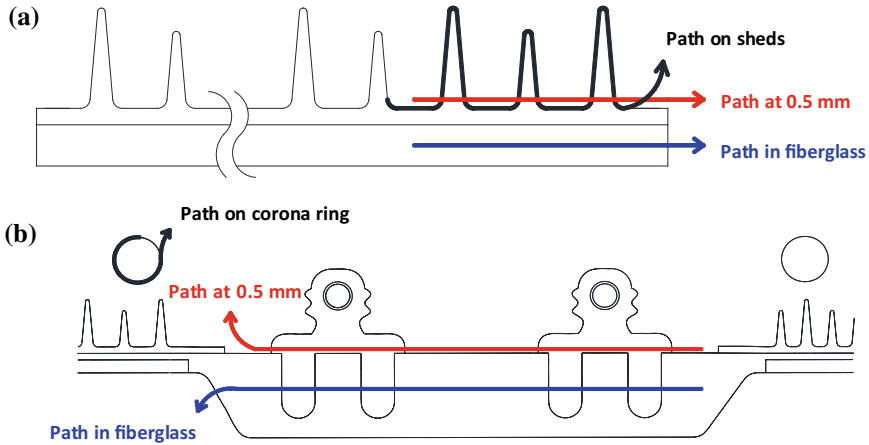 (a)
Path on sheds
Path at 0.5 mm
Path in fiberglass
Path on corona ring
(b)
Path at 0.5 mm
Path in fiberglass